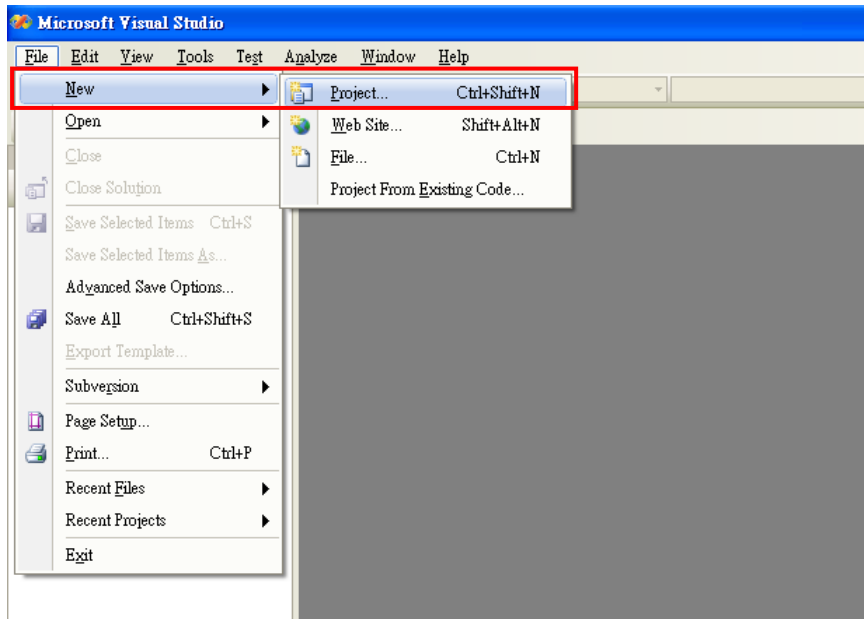 Microsoft Visual Studio
File Edit View Tools Test Analyze Window Help
New
Project... Ctrl+Shift+N
Open
Web Site... Shift+Alt+N
Close
File... Ctrl+N
Close Solution
Project From Existing Code...
Save Selected Items Ctrl+S
Save Selected Items As...
Advanced Save Options...
Save All Ctrl+Shift+S
Export Template...
Subversion
Page Setup...
Print... Ctrl+P
Recent Files
Recent Projects
Exit